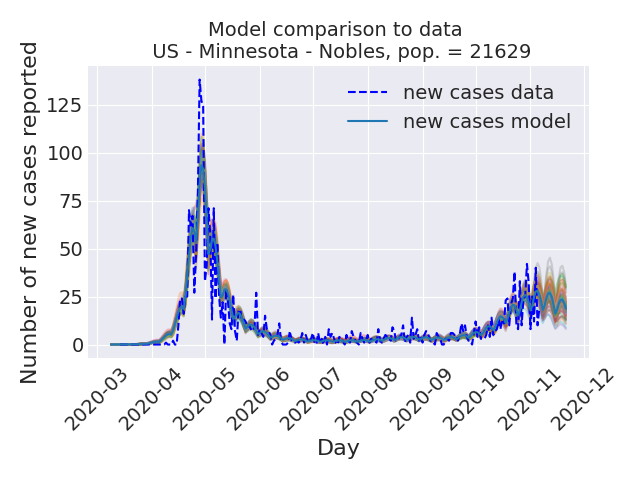 Model comparison to data
US - Minnesota - Nobles, pop. = 21629
Number of new cases reported
125
100
75
50
25
0
new cases data
new cases model
2020-03
2020-04
2020-05
2020-06
2020-07
2020-08
2020-09
2020-10
2020-11
2020-12
Day